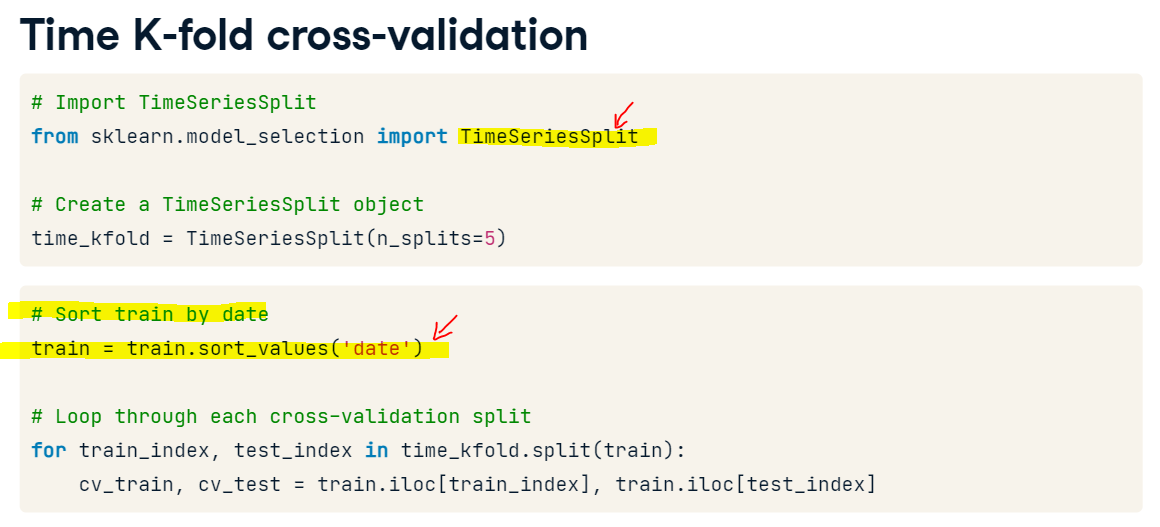 Time K-fold cross-validation
# Import TimeSeriesSplit
from sklearn.model_selection import TimeSeriesSplit
# Create a TimeSeriesSplit object
time_kfold = TimeSeriesSplit(n_splits=5)
# Sort train by date
train = train.sort_values('date')
# Loop through each cross-validation split
for train_index, test_index in time_kfold.split(train):
    cv_train, cv_test = train.iloc[train_index], train.iloc[test_index]